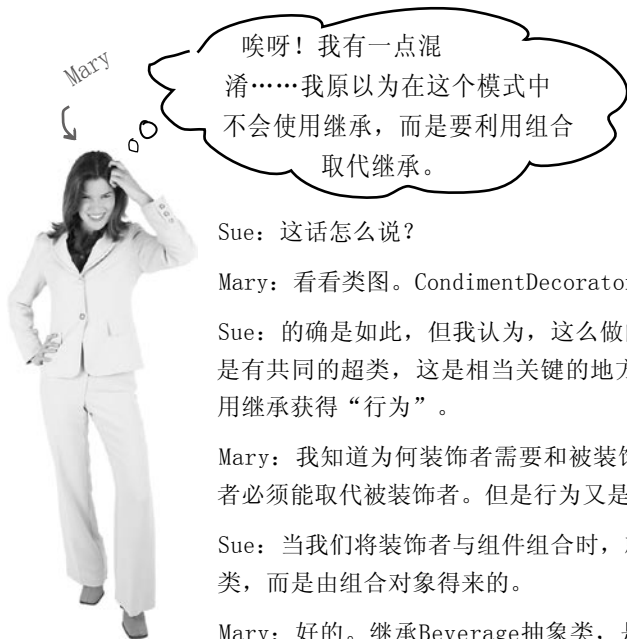 Mary
唉呀！我有一点混
淆……我原以为在这个模式中
不会使用继承，而是要利用组合
取代继承。
Sue：这话怎么说？
Mary：看看类图。CondimentDecorator
Sue：的确是如此，但我认为，这么做
是有共同的超类，这是相当关键的地
用继承获得“行为”。
Mary：我知道为何装饰者需要和被装
者必须能取代被装饰者。但是行为又是
Sue：当我们将装饰者与组件组合时，
类，而是由组合对象得来的。
Mary：好的。继承Beverage抽象类，